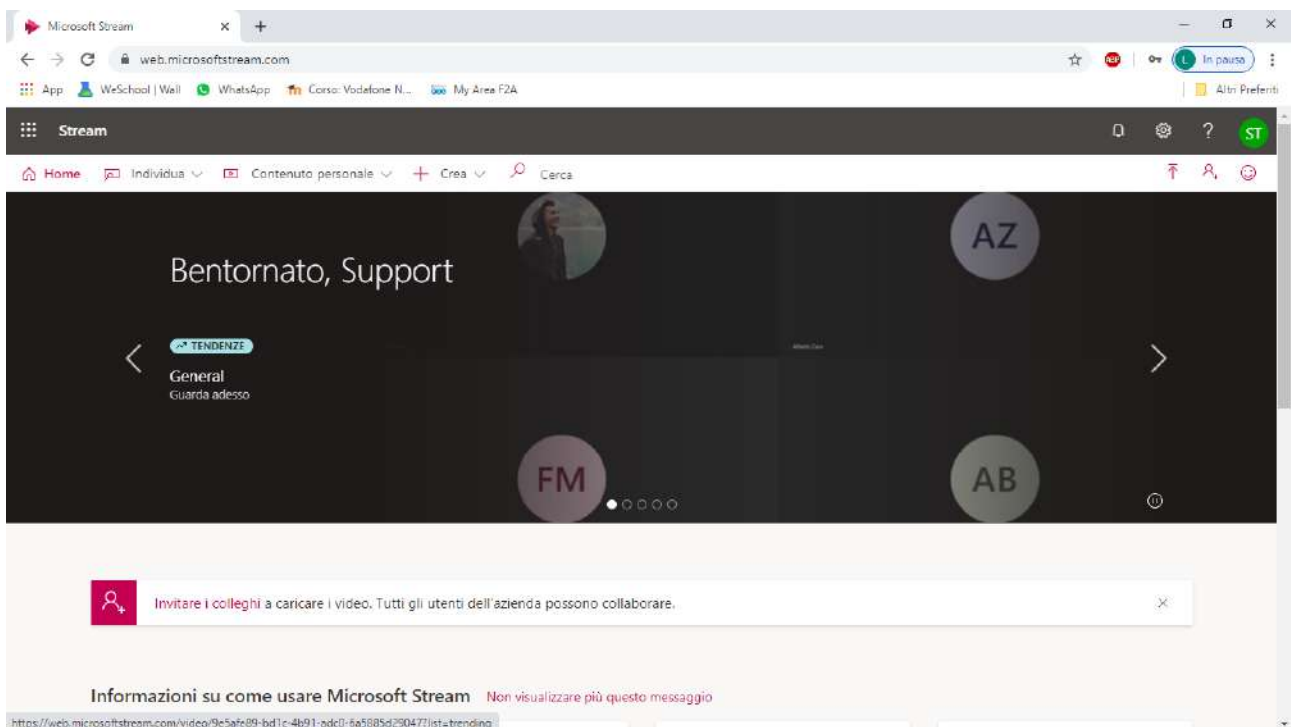 Microsoft Stream
web.microsoftstream.com
In pausa
App WeSchool | Wall WhatsApp Corso: Vodafone N... My Area F2A Altri Preferiti
Stream ? ST
Home Individua Contenuto personale + Crea Cerca
AZ
Bentornato, Support
TENDENZE
General
Guarda adesso
FM AB
Invitare i colleghi a caricare i video. Tutti gli utenti dell'azienda possono collaborare.
Informazioni su come usare Microsoft Stream Non visualizzare più questo messaggio